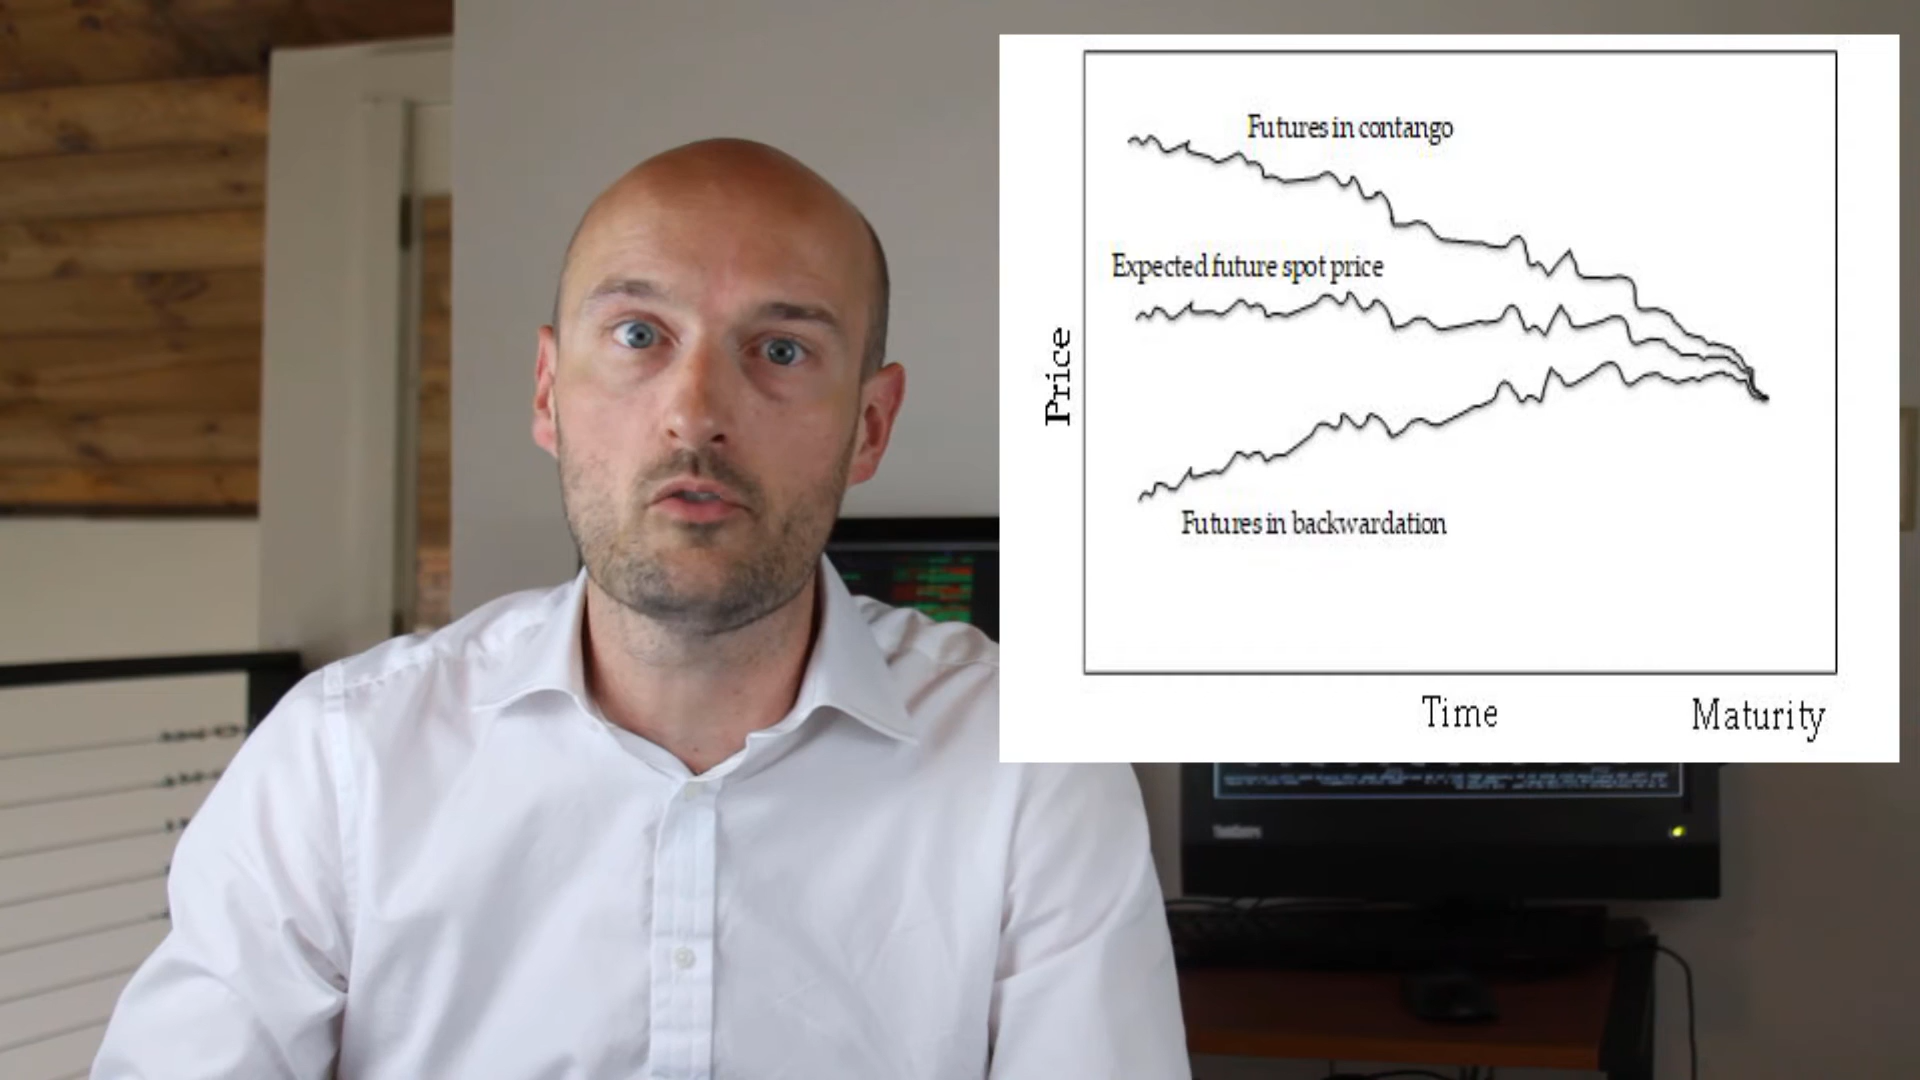 Futures in contango
Expected future spot price
Price
Futures in backwardation
Time
Maturity